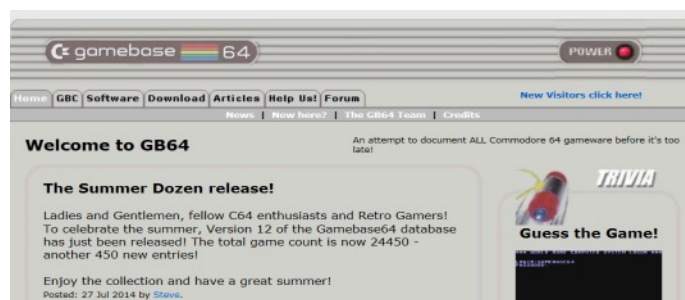 gamebase 64
POWER
Home GBC Software Download Articles Help Us! Forum
New Visitors click here!
News | New here? | The GB64 Team | Credits
Welcome to GB64
An attempt to document ALL Commodore 64 gameware before it's too
late!
The Summer Dozen release!
Ladies and Gentlemen, fellow C64 enthusiasts and Retro Gamers!
To celebrate the summer, Version 12 of the Gamebase64 database
has just been released! The total game count is now 24450 -
another 450 new entries!
Enjoy the collection and have a great summer!
Posted: 27 Jul 2014 by Steve.
TRIVIA
Guess the Game!